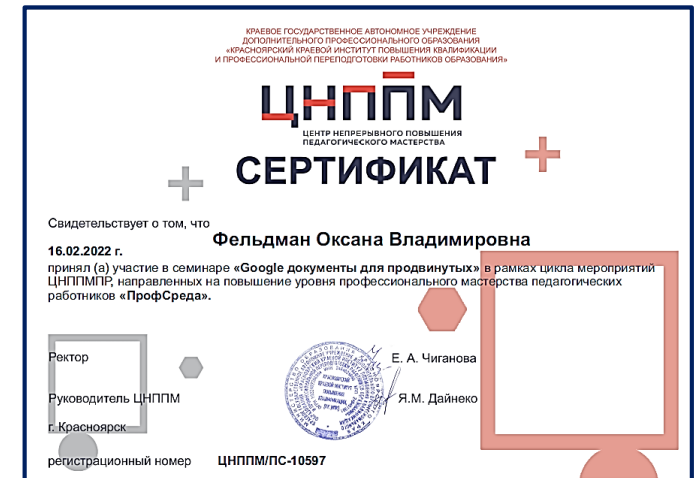 КРАЕВОЕ ГОСУДАРСТВЕННОЕ АВТОНОМНОЕ УЧРЕЖДЕНИЕ
ДОПОЛНИТЕЛЬНОГО ПРОФЕССИОНАЛЬНОГО ОБРАЗОВАНИЯ
«КРАСНОЯРСКИЙ КРАЕВОЙ ИНСТИТУТ ПОВЫШЕНИЯ КВАЛИФИКАЦИИ
И ПРОФЕССИОНАЛЬНОЙ ПЕРЕПОДГОТОВКИ РАБОТНИКОВ ОБРАЗОВАНИЯ»
ЦНППМ
ЦЕНТР НЕПРЕРЫВНОГО ПОВЫШЕНИЯ
ПЕДАГОГИЧЕСКОГО МАСТЕРСТВА
СЕРТИФИКАТ
Свидетельствует о том, что
Фельдман Оксана Владимировна
16.02.2022 г.
принял (а) участие в семинаре «Google документы для продвинутых» в рамках цикла мероприятий
ЦНППМПР, направленных на повышение уровня профессионального мастерства педагогических
работников «ПрофСреда».
Ректор
Е. А. Чиганова
Руководитель ЦНППМ
Я.М. Дайнеко
г. Красноярск
регистрационный номер ЦНППМ/ПС-10597